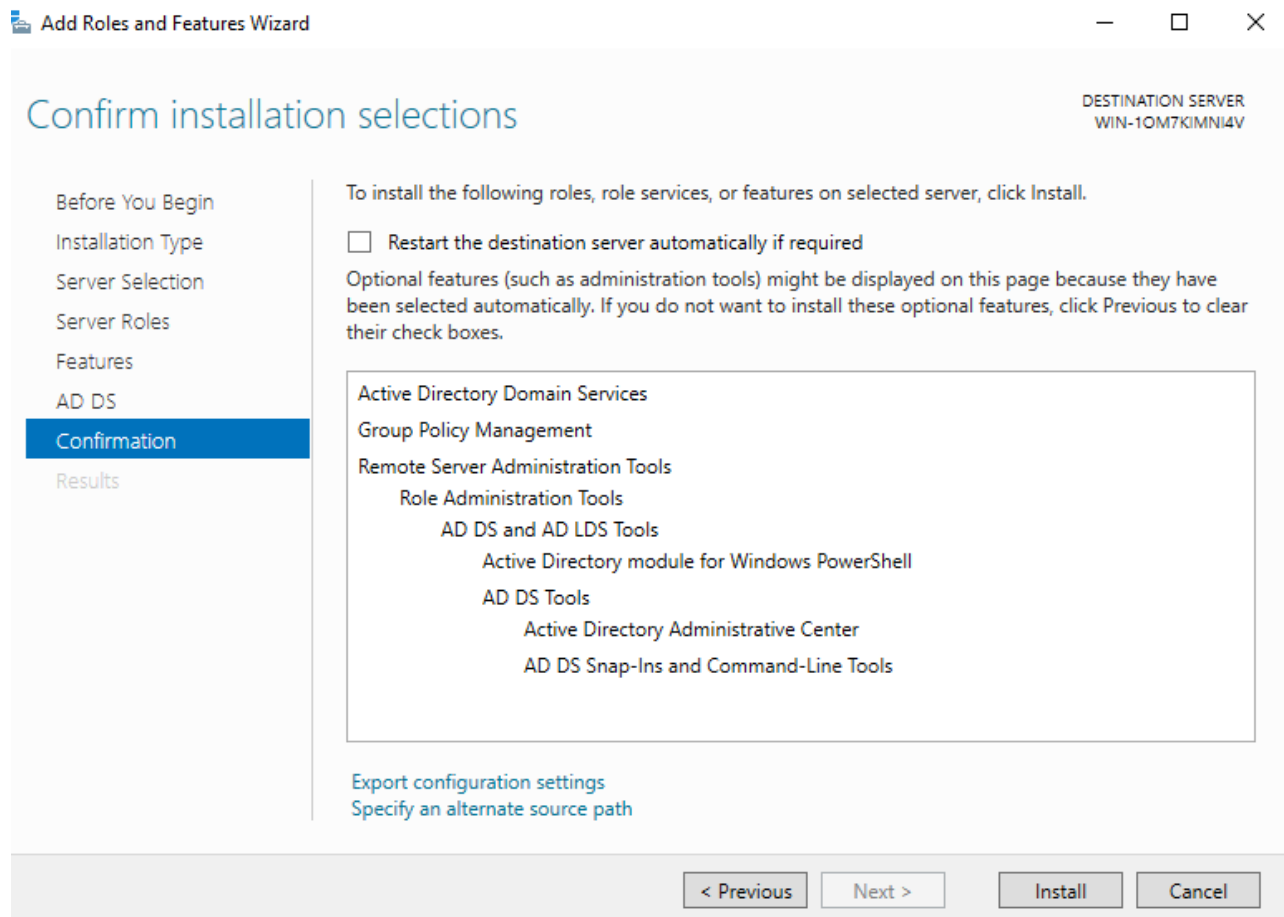 Add Roles and Features Wizard
Confirm installation selections
DESTINATION SERVER
WIN-1OM7KIMNI4V
Before You Begin
Installation Type
Server Selection
Server Roles
Features
AD DS
Confirmation
Results
To install the following roles, role services, or features on selected server, click Install.
Restart the destination server automatically if required
Optional features (such as administration tools) might be displayed on this page because they have
been selected automatically. If you do not want to install these optional features, click Previous to clear
their check boxes.
Active Directory Domain Services
Group Policy Management
Remote Server Administration Tools
Role Administration Tools
AD DS and AD LDS Tools
Active Directory module for Windows PowerShell
AD DS Tools
Active Directory Administrative Center
AD DS Snap-Ins and Command-Line Tools
Export configuration settings
Specify an alternate source path
< Previous
Next >
Install
Cancel